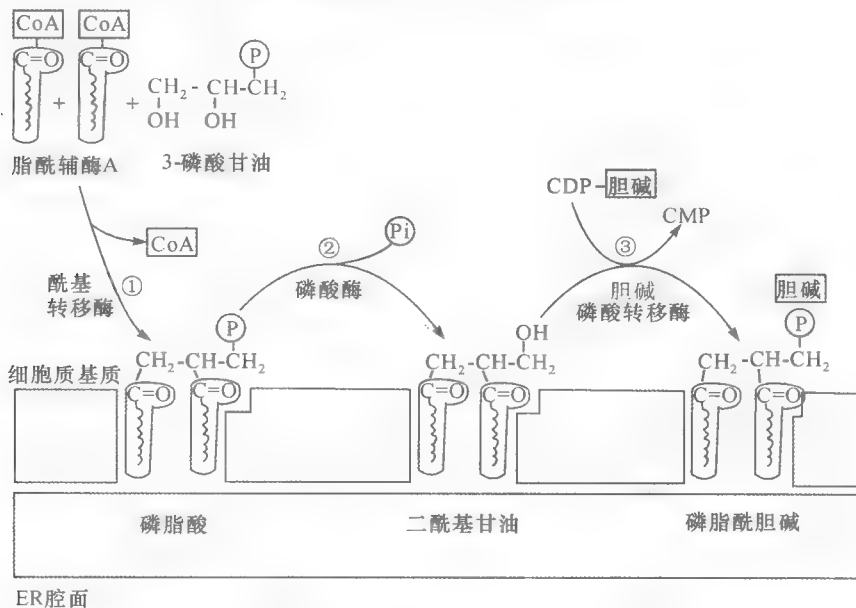 CoA CoA
C=O C=O
P
CH₂-CH-CH₂
+ +
OH OH
脂酰辅酶A 3-磷酸甘油
CDP-胆碱
CMP
CoA
② Pi
③
酰基
转移酶
①
磷酸酶
胆碱
磷酸转移酶
胆碱
P OH P
细胞质基质
CH₂-CH-CH₂ CH₂-CH-CH₂ CH₂-CH-CH₂
C=O C=O C=O C=O C=O C=O
磷脂酸 二酰基甘油 磷脂酰胆碱
ER腔面